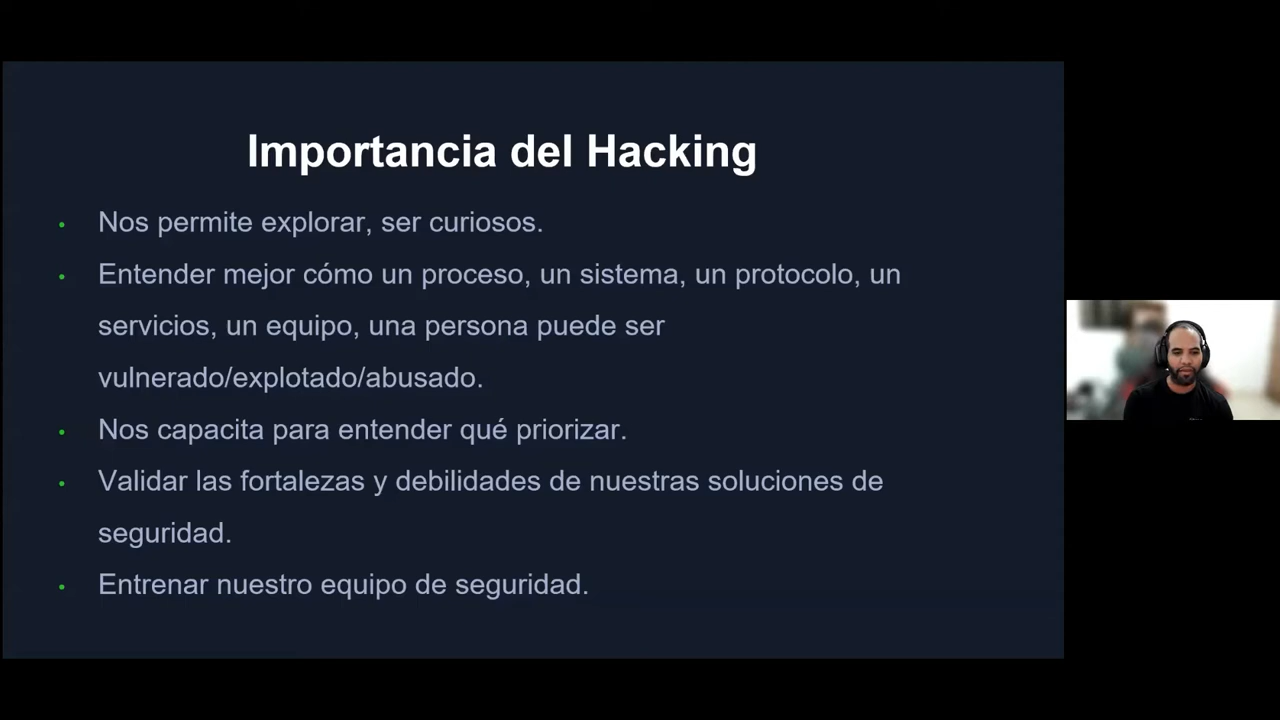 Importancia del Hacking
• Nos permite explorar, ser curiosos.
• Entender mejor cómo un proceso, un sistema, un protocolo, un
servicios, un equipo, una persona puede ser
vulnerado/explotado/abusado.
• Nos capacita para entender qué priorizar.
• Validar las fortalezas y debilidades de nuestras soluciones de
seguridad.
• Entrenar nuestro equipo de seguridad.